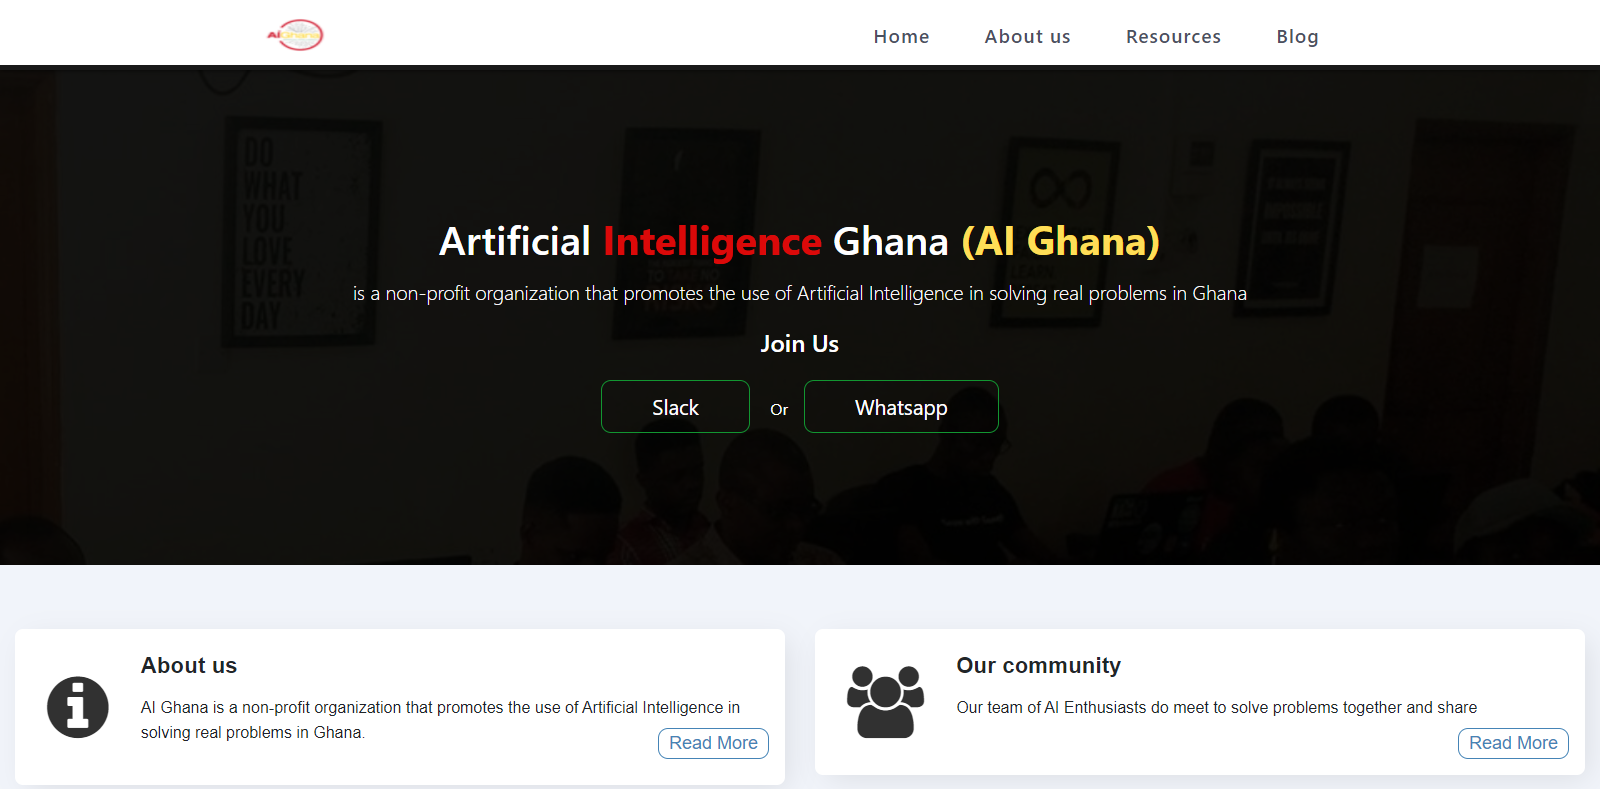 AiGhana
Home About us Resources Blog
DO
WHAT
YOU
LOVE
EVERY
DAY
LEARN
Artificial Intelligence Ghana (AI Ghana)
is a non-profit organization that promotes the use of Artificial Intelligence in solving real problems in Ghana
Join Us
Slack Or Whatsapp
About us
AI Ghana is a non-profit organization that promotes the use of Artificial Intelligence in
solving real problems in Ghana.
Read More
Our community
Our team of AI Enthusiasts do meet to solve problems together and share
Read More